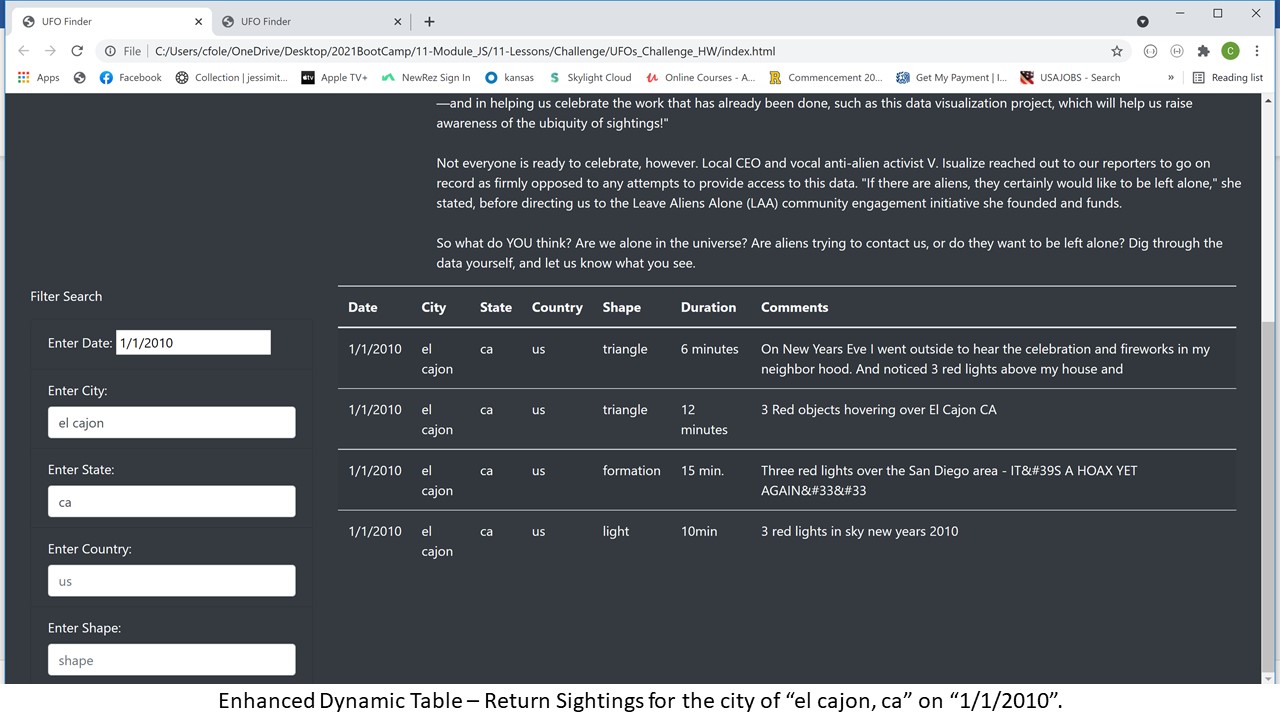 UFO Finder
UFO Finder
File C:/Users/cfole/OneDrive/Desktop/2021BootCamp/11-Module_JS/11-Lessons/Challenge/UFOs_Challenge_HW/index.html
C
Apps Facebook Collection | jessimit... Apple TV+ NewRez Sign In kansas Skylight Cloud Online Courses - A... Commencement 20... Get My Payment | I... USAJOBS - Search » Reading list
—and in helping us celebrate the work that has already been done, such as this data visualization project, which will help us raise
awareness of the ubiquity of sightings!"
Not everyone is ready to celebrate, however. Local CEO and vocal anti-alien activist V. Isualize reached out to our reporters to go on
record as firmly opposed to any attempts to provide access to this data. "If there are aliens, they certainly would like to be left alone," she
stated, before directing us to the Leave Aliens Alone (LAA) community engagement initiative she founded and funds.
So what do YOU think? Are we alone in the universe? Are aliens trying to contact us, or do they want to be left alone? Dig through the
data yourself, and let us know what you see.
Filter Search
Enter Date: 1/1/2010
Enter City:
el cajon
Enter State:
ca
Enter Country:
us
Enter Shape:
shape
Date City State Country Shape Duration Comments
1/1/2010 el ca us triangle 6 minutes On New Years Eve I went outside to hear the celebration and fireworks in my
cajon neighbor hood. And noticed 3 red lights above my house and
1/1/2010 el ca us triangle 12 3 Red objects hovering over El Cajon CA
cajon minutes
1/1/2010 el ca us formation 15 min. Three red lights over the San Diego area - IT&#39S A HOAX YET
cajon AGAIN&#33&#33
1/1/2010 el ca us light 10min 3 red lights in sky new years 2010
cajon
Enhanced Dynamic Table – Return Sightings for the city of “el cajon, ca” on “1/1/2010”.